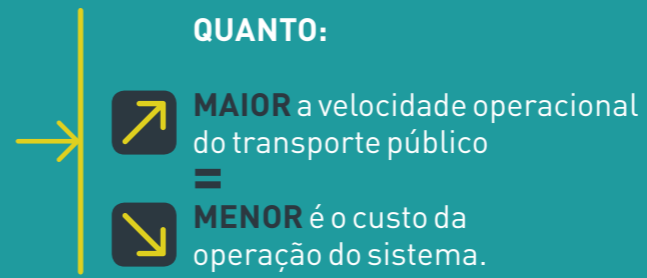 QUANTO:
MAIOR a velocidade operacional
do transporte público
=
MENOR é o custo da
operação do sistema.